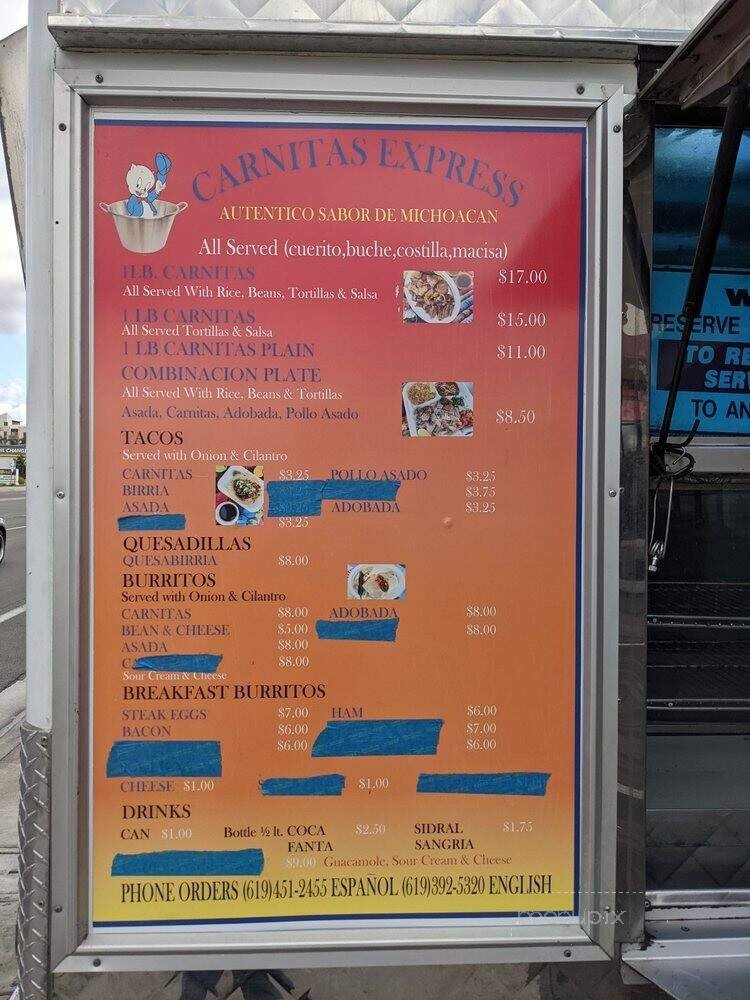 CARNITAS EXPRESS
AUTENTICO SABOR DE MICHOACAN
All Served (cuerito,buche,costilla,macisa)
1LB. CARNITAS $17.00
All Served With Rice, Beans, Tortillas & Salsa
1 LB CARNITAS $15.00
All Served Tortillas & Salsa
1 LB CARNITAS PLAIN $11.00
COMBINACION PLATE
All Served With Rice, Beans & Tortillas
Asada, Carnitas, Adobada, Pollo Asado $8.50
TACOS
Served with Onion & Cilantro
CARNITAS $3.25 POLLO ASADO $3.25
BIRRIA $3.75
ASADA ADOBADA $3.25
$3.25
QUESADILLAS
QUESABIRRIA $8.00
BURRITOS
Served with Onion & Cilantro
CARNITAS $8.00 ADOBADA $8.00
BEAN & CHEESE $5.00 $8.00
ASADA $8.00
$8.00
Sour Cream & Cheese
BREAKFAST BURRITOS
STEAK EGGS $7.00 HAM $6.00
BACON $6.00 $7.00
$6.00 $6.00
CHEESE $1.00 $1.00
DRINKS
CAN $1.00 Bottle ½ lt. COCA $2.50 SIDRAL $1.75
FANTA SANGRIA
$9.00 Guacamole, Sour Cream & Cheese
PHONE ORDERS (619)451-2455 ESPAÑOL (619)392-5320 ENGLISH
RESERVE
TO RE
SERV
TO AN
menupix